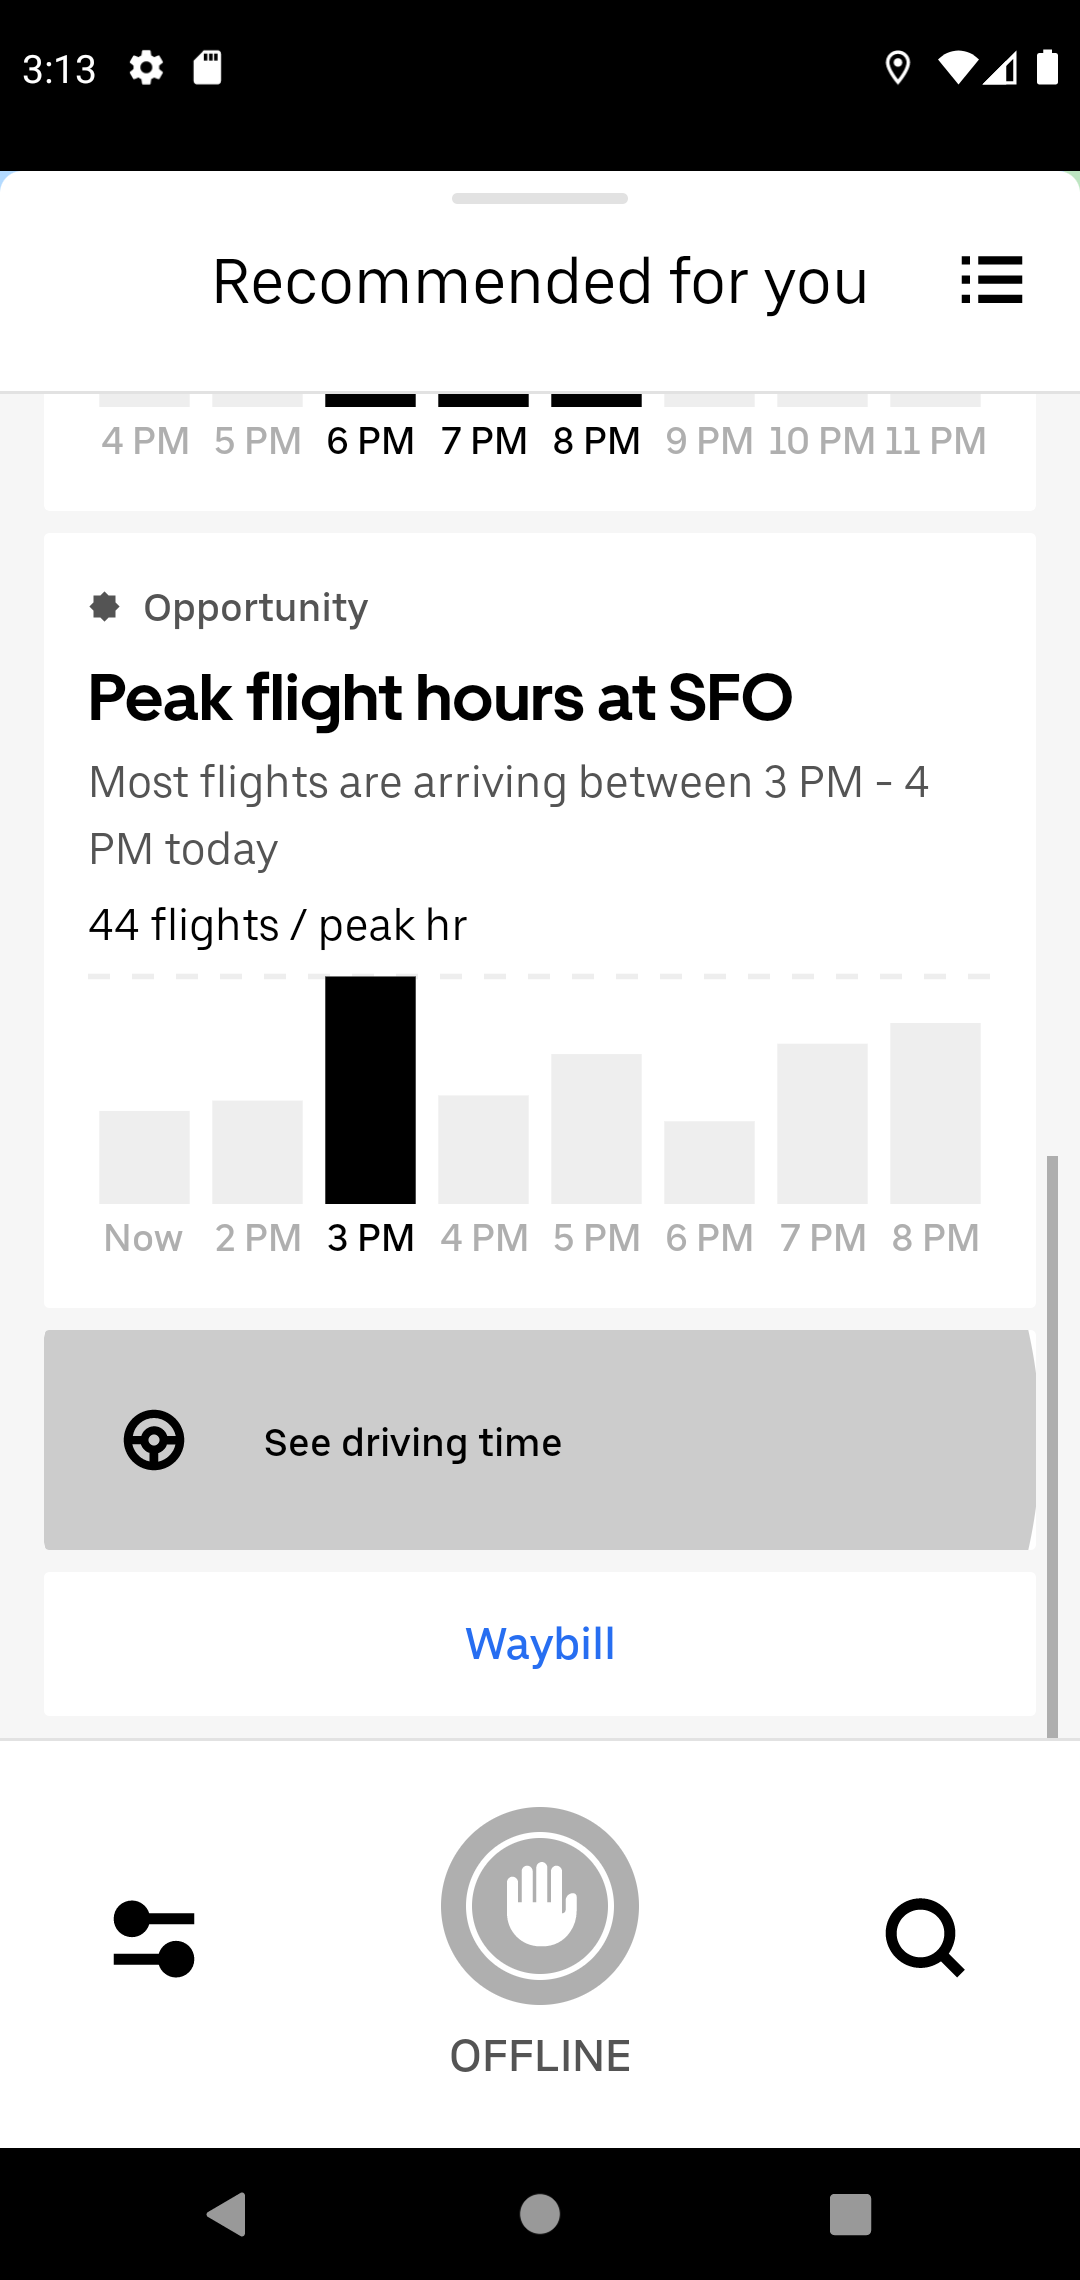 3:13
Recommended for you
4 PM 5 PM 6 PM 7 PM 8 PM 9 PM 10 PM 11 PM
Opportunity
Peak flight hours at SFO
Most flights are arriving between 3 PM - 4
PM today
44 flights / peak hr
Now 2 PM 3 PM 4 PM 5 PM 6 PM 7 PM 8 PM
See driving time
Waybill
OFFLINE